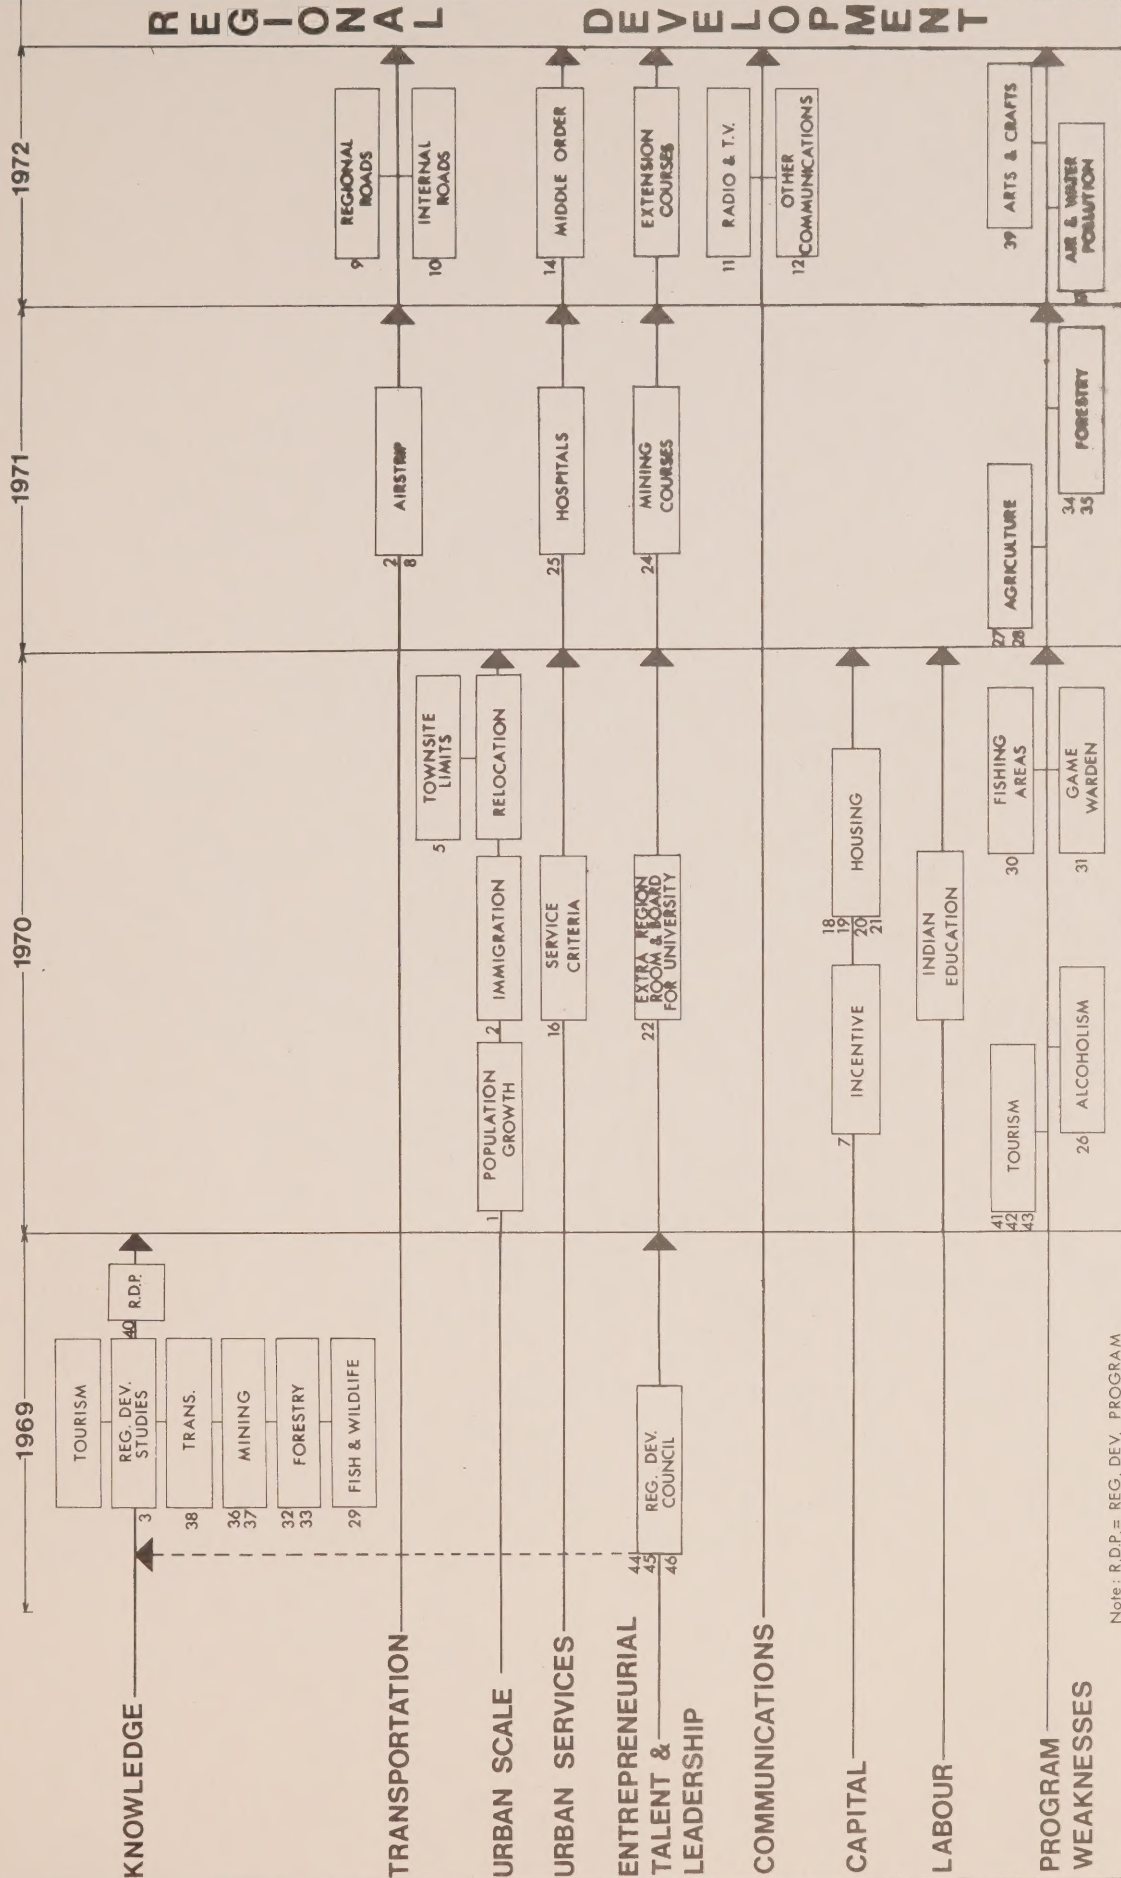 1969
1970
1971
1972
REGIONAL
DEVELOPMENT
KNOWLEDGE
TOURISM
3
REG. DEV.
STUDIES
40
R.D.P.
38
TRANS.
36
37
MINING
32
33
FORESTRY
29
FISH & WILDLIFE
TRANSPORTATION
2
8
AIRSTRIP
9
REGIONAL
ROADS
10
INTERNAL
ROADS
URBAN SCALE
1
POPULATION
GROWTH
2
IMMIGRATION
5
TOWNSITE
LIMITS
RELOCATION
URBAN SERVICES
16
SERVICE
CRITERIA
25
HOSPITALS
14
MIDDLE ORDER
ENTREPRENEURIAL
TALENT &
LEADERSHIP
44
45
46
REG. DEV.
COUNCIL
22
EXTRA REGION
ROOM & BOARD
FOR UNIVERSITY
24
MINING
COURSES
EXTENSION
COURSES
COMMUNICATIONS
11
RADIO & T.V.
12
OTHER
COMMUNICATIONS
CAPITAL
7
INCENTIVE
18
19
20
21
HOUSING
LABOUR
INDIAN
EDUCATION
PROGRAM
WEAKNESSES
41
42
43
TOURISM
26
ALCOHOLISM
30
FISHING
AREAS
31
GAME
WARDEN
27
28
AGRICULTURE
34
35
FORESTRY
39
ARTS & CRAFTS
AIR & WATER
POLLUTION
Note: R.D.P. = REG. DEV. PROGRAM